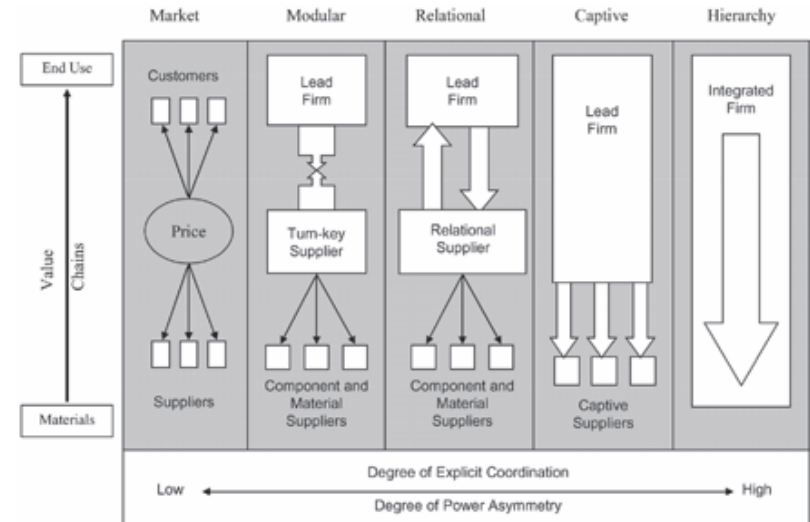 Market
Modular
Relational
Captive
Hierarchy
End Use
Value
Chains
Materials
Customers
Price
Suppliers
Lead
Firm
Turn-key
Supplier
Component and
Material
Suppliers
Lead
Firm
Relational
Supplier
Component and
Material
Suppliers
Lead
Firm
Captive
Suppliers
Integrated
Firm
Degree of Explicit Coordination
Low
High
Degree of Power Asymmetry